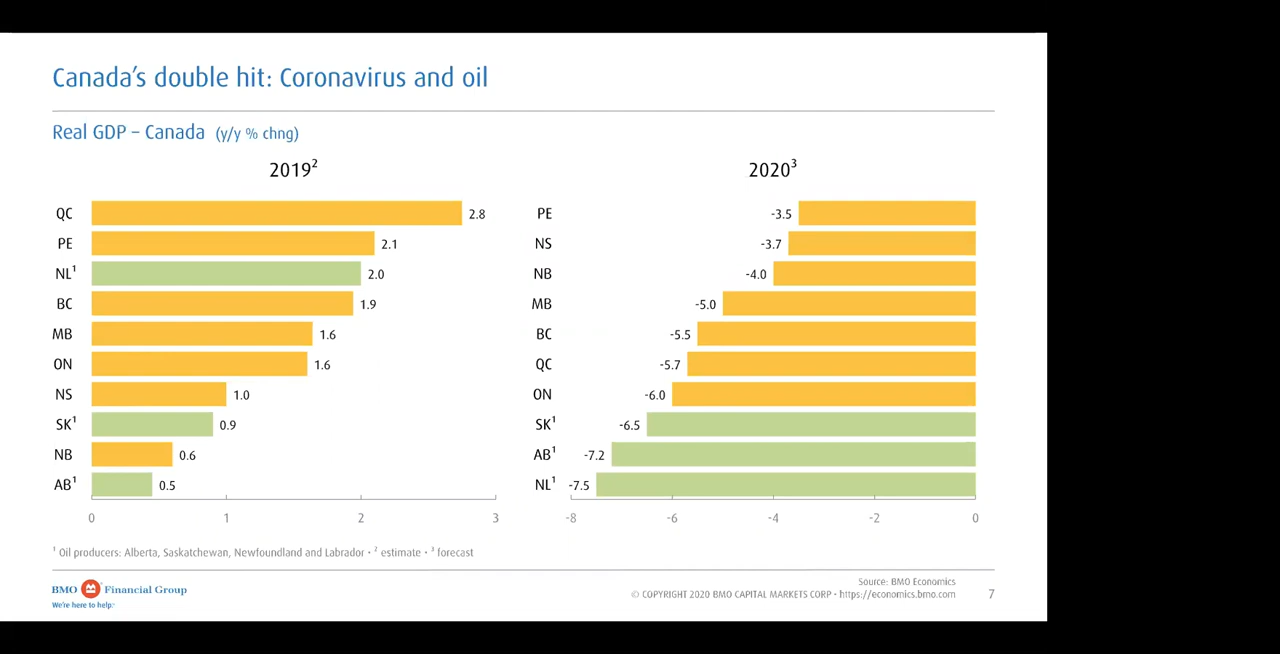 Canada's double hit: Coronavirus and oil
Real GDP – Canada (y/y % chng)
2019²
QC 2.8
PE 2.1
NL¹ 2.0
BC 1.9
MB 1.6
ON 1.6
NS 1.0
SK¹ 0.9
NB 0.6
AB¹ 0.5
0 1 2 3
2020³
PE -3.5
NS -3.7
NB -4.0
MB -5.0
BC -5.5
QC -5.7
ON -6.0
SK¹ -6.5
AB¹ -7.2
NL¹ -7.5
-8 -6 -4 -2 0
¹ Oil producers: Alberta, Saskatchewan, Newfoundland and Labrador • ² estimate • ³ forecast
BMO Financial Group
We're here to help.™
Source: BMO Economics
© COPYRIGHT 2020 BMO CAPITAL MARKETS CORP • https://economics.bmo.com
7